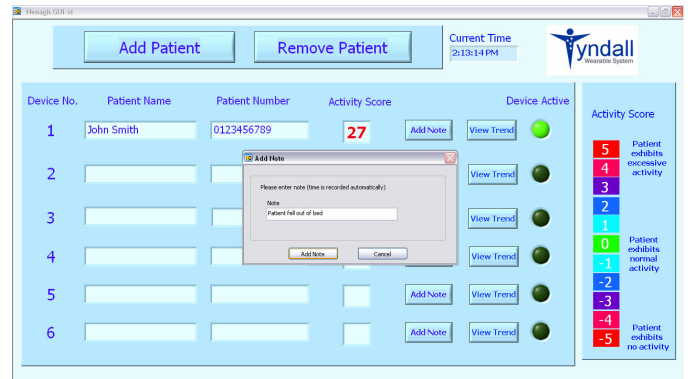 Nenagh GUI.vi
Add Patient
Remove Patient
Current Time
2:13:14 PM
Tyndall
Wearable System
Device No. Patient Name Patient Number Activity Score Device Active
1 John Smith 0123456789 27 Add Note View Trend
2 View Trend
3 View Trend
4 View Trend
5 Add Note View Trend
6 Add Note View Trend
Add Note
Please enter note (time is recorded automatically)
Note
Patient fell out of bed
Add Note Cancel
Activity Score
5
4
3
2
1
0
-1
-2
-3
-4
-5
Patient
exhibits
excessive
activity
Patient
exhibits
normal
activity
Patient
exhibits
no activity